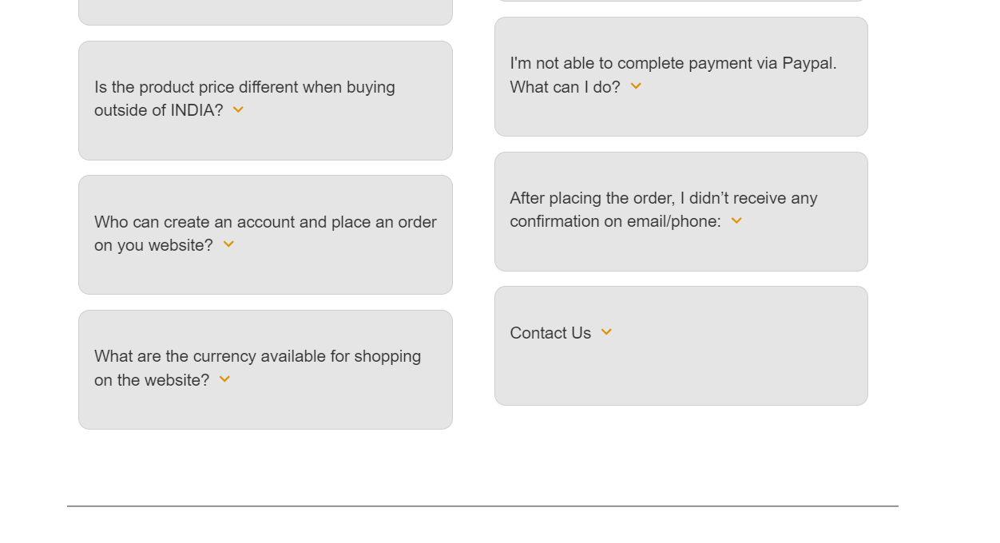 Is the product price different when buying
outside of INDIA?
Who can create an account and place an order
on you website?
What are the currency available for shopping
on the website?
I'm not able to complete payment via Paypal.
What can I do?
After placing the order, I didn’t receive any
confirmation on email/phone:
Contact Us